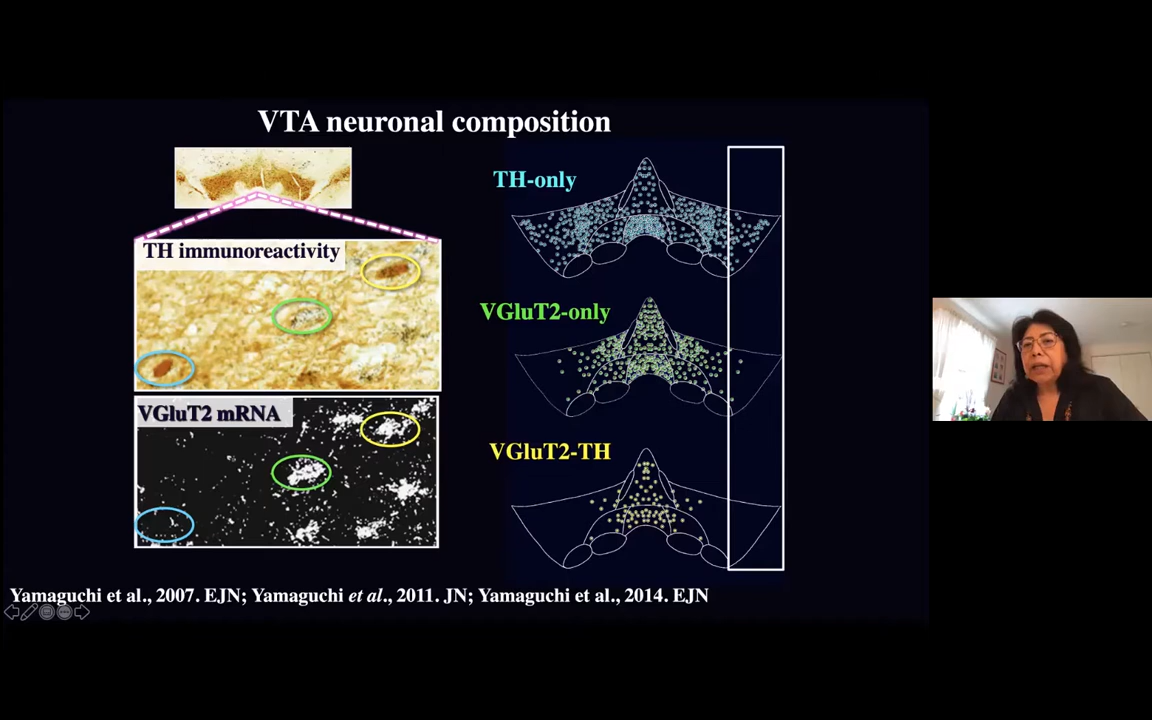 VTA neuronal composition
TH immunoreactivity
VGluT2 mRNA
TH-only
VGluT2-only
VGluT2-TH
Yamaguchi et al., 2007. EJN; Yamaguchi et al., 2011. JN; Yamaguchi et al., 2014. EJN